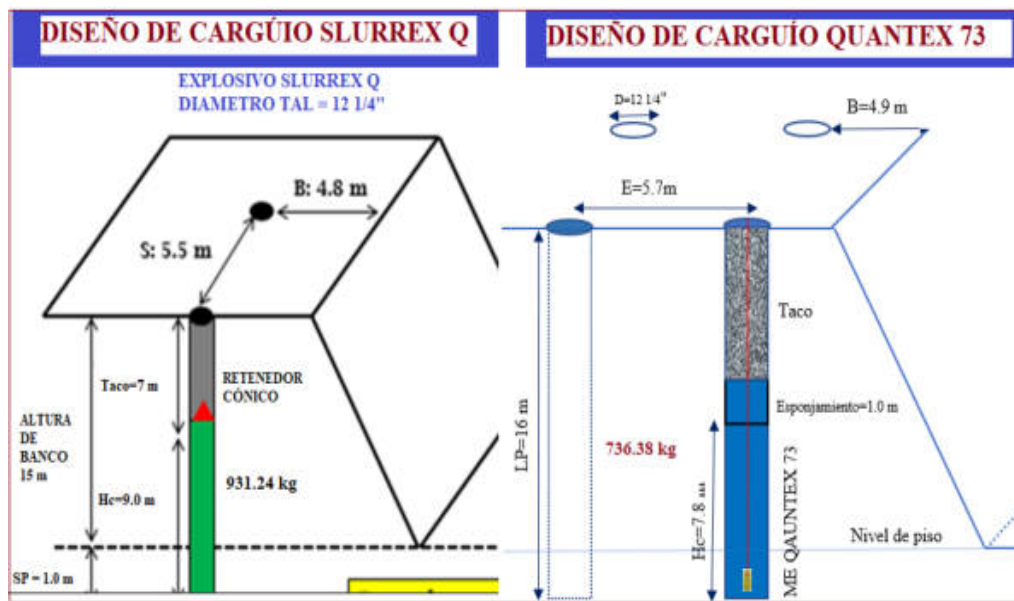 DISEÑO DE CARGÚIO SLURREX Q
EXPLOSIVO SLURREX Q
DIAMETRO TAL = 12 1/4"
B: 4.8 m
S: 5.5 m
Taco=7 m
RETENEDOR
CÓNICO
ALTURA
DE
BANCO
15 m
Hc=9.0 m
931.24 kg
SP = 1.0 m
DISEÑO DE CARGUÍO QUANTEX 73
D=12 1/4"
B=4.9 m
E=5.7m
Taco
Esponjamiento=1.0 m
LP=16 m
736.38 kg
Hc=7.8 m
ME QAUNTEX 73
Nivel de piso